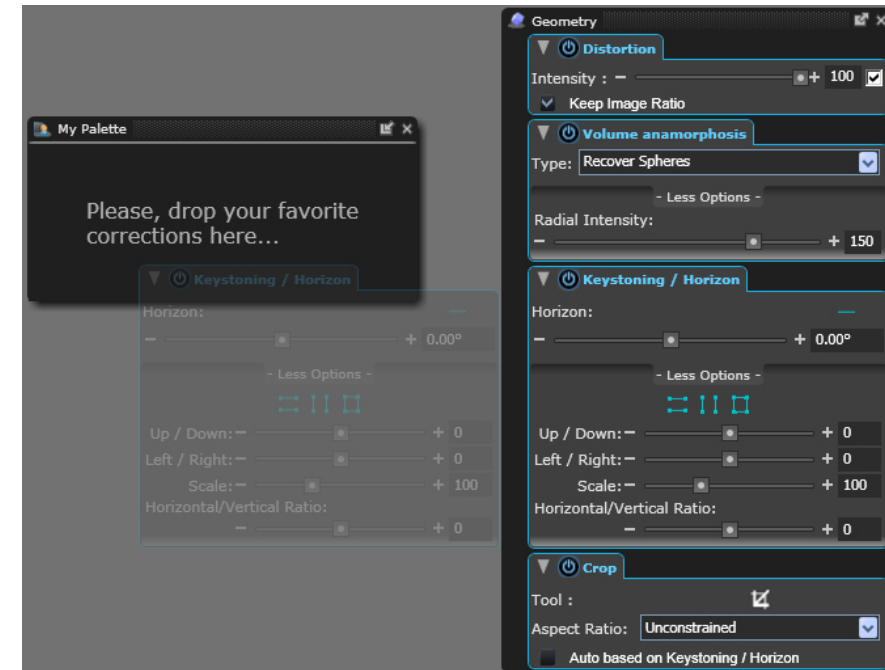 My Palette
Please, drop your favorite
corrections here...
Keystoning / Horizon
Horizon:
- + 0.00°
- Less Options -
Up / Down: - + 0
Left / Right: - + 0
Scale: - + 100
Horizontal/Vertical Ratio:
- + 0
Geometry
Distortion
Intensity : - + 100
Keep Image Ratio
Volume anamorphosis
Type: Recover Spheres
- Less Options -
Radial Intensity:
- + 150
Keystoning / Horizon
Horizon:
- + 0.00°
- Less Options -
Up / Down: - + 0
Left / Right: - + 0
Scale: - + 100
Horizontal/Vertical Ratio:
- + 0
Crop
Tool :
Aspect Ratio: Unconstrained
Auto based on Keystoning / Horizon